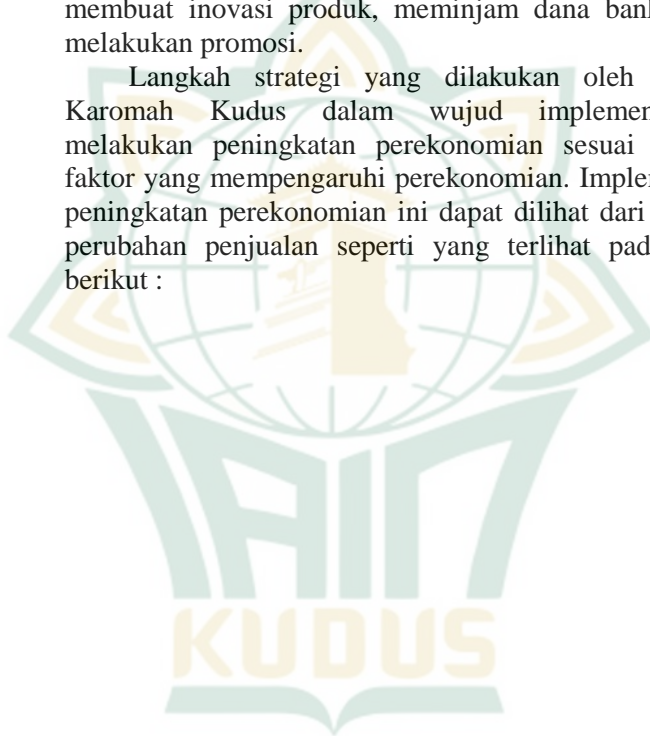 membuat inovasi produk, meminjam dana bank
melakukan promosi.
Langkah strategi yang dilakukan oleh
Karomah Kudus dalam wujud implemen
melakukan peningkatan perekonomian sesuai
faktor yang mempengaruhi perekonomian. Implem
peningkatan perekonomian ini dapat dilihat dari
perubahan penjualan seperti yang terlihat pad
berikut :
IAIN
KUDUS